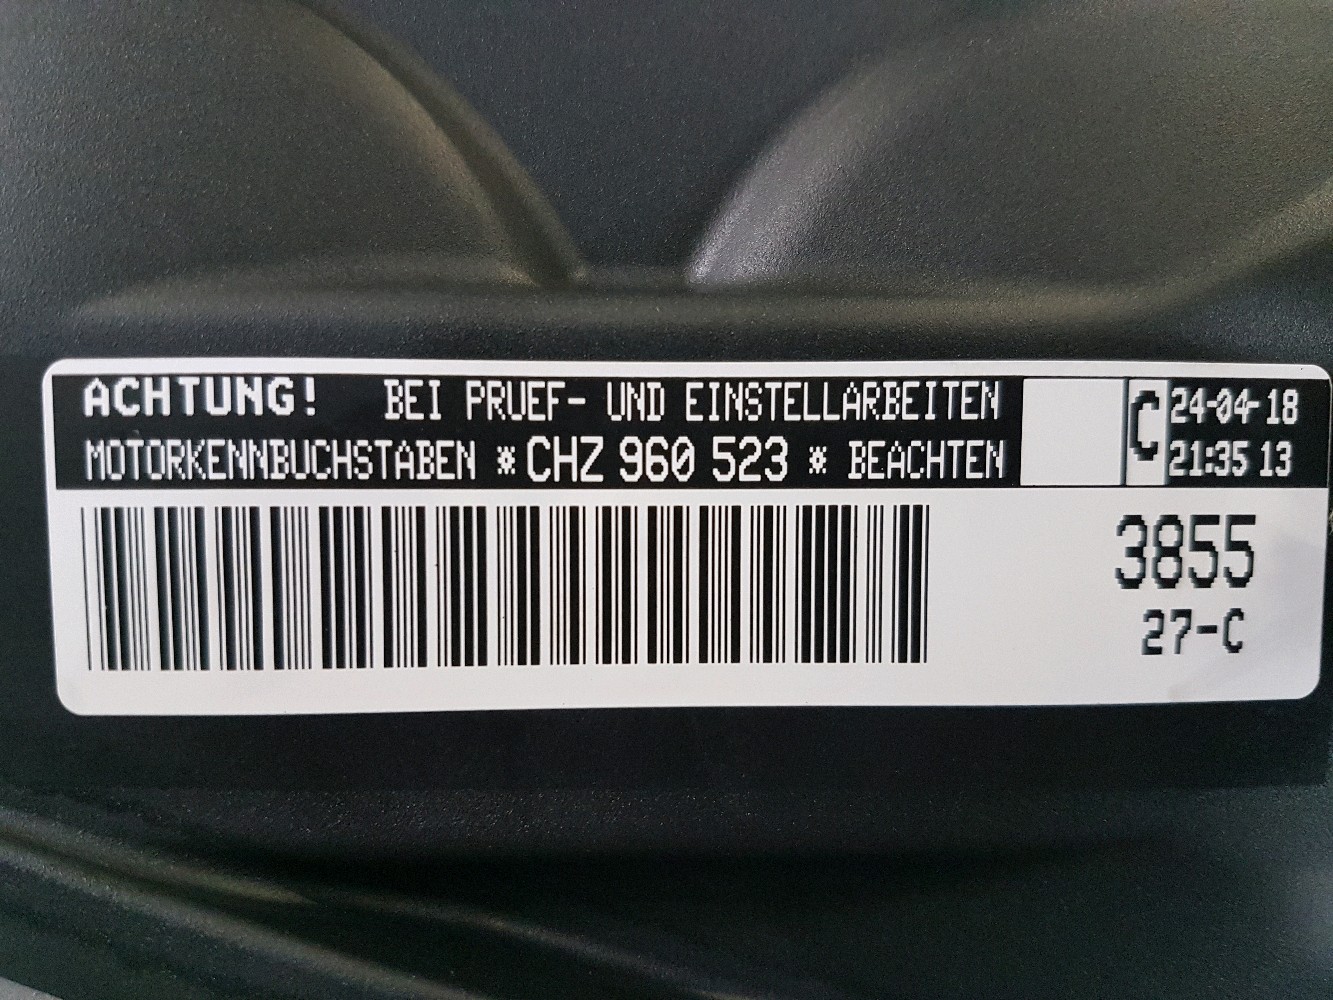 ACHTUNG! BEI PRUEF- UND EINSTELLARBEITEN
MOTORKENNBUCHSTABEN *CHZ 960 523 * BEACHTEN
C
24-04-18
21:35 13
3855
27-C